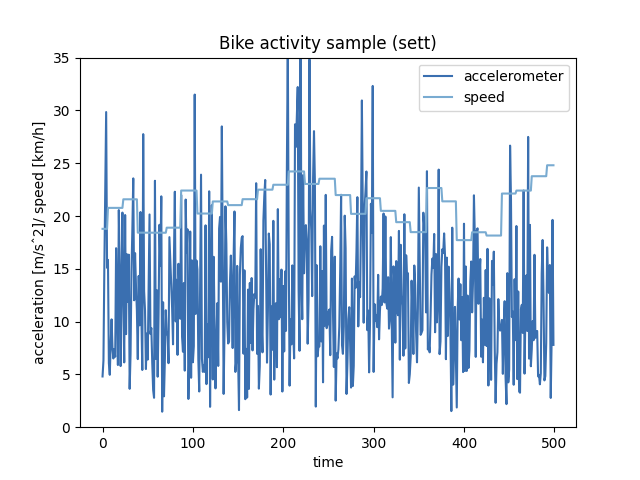 Bike activity sample (sett)
accelerometer
speed
acceleration [m/s^2]/ speed [km/h]
35
30
25
20
15
10
5
0
0 100 200 300 400 500
time